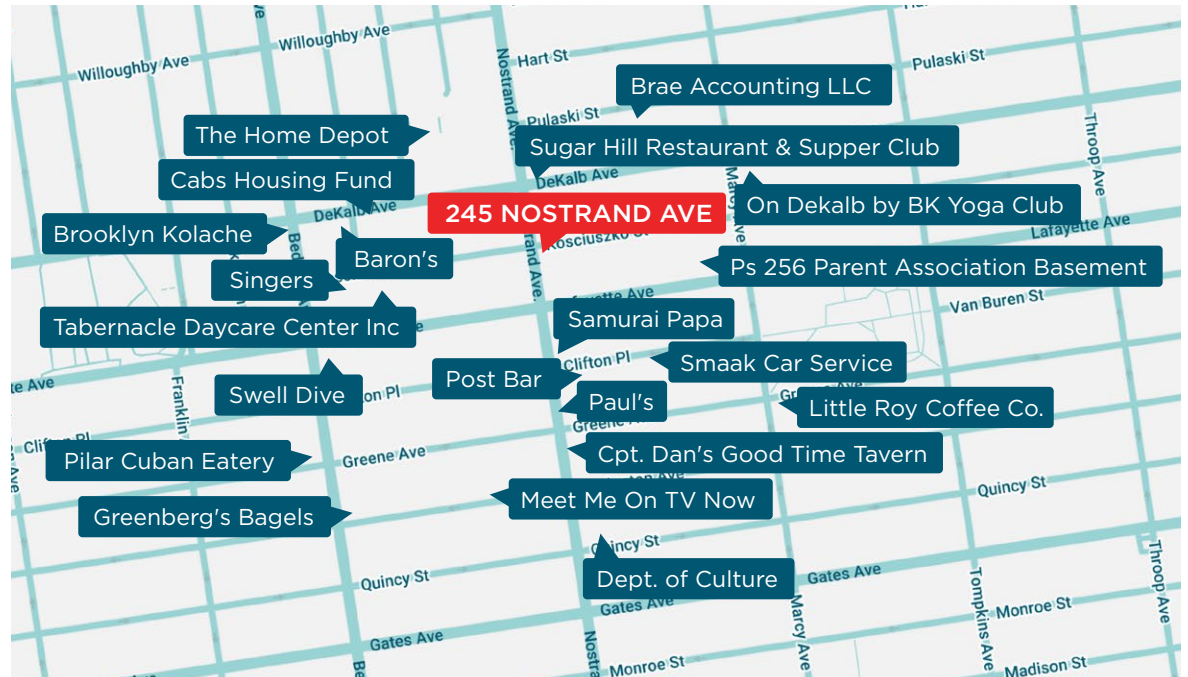 Willoughby Ave
Willoughby Ave
Nostrand Ave
Hart St
Pulaski St
Brae Accounting LLC
Pulaski St
Throop Ave
The Home Depot
Sugar Hill Restaurant & Supper Club
Cabs Housing Fund
DeKalb Ave
DeKalb Ave
245 NOSTRAND AVE
On Dekalb by BK Yoga Club
Brooklyn Kolache
Lafayette Ave
Baron's
Singers
Ps 256 Parent Association Basement
Van Buren St
Tabernacle Daycare Center Inc
Samurai Papa
Clifton Pl
Smaak Car Service
Post Bar
Swell Dive
Franklin
Paul's
Little Roy Coffee Co.
Greene Ave
Pilar Cuban Eatery
Cpt. Dan's Good Time Tavern
Meet Me On TV Now
Quincy St
Greenberg's Bagels
Quincy St
Dept. of Culture
Quincy St
Gates Ave
Gates Ave
Gates Ave
Marcy Ave
Tompkins Ave
Throop Ave
Monroe St
Monroe St
Madison St